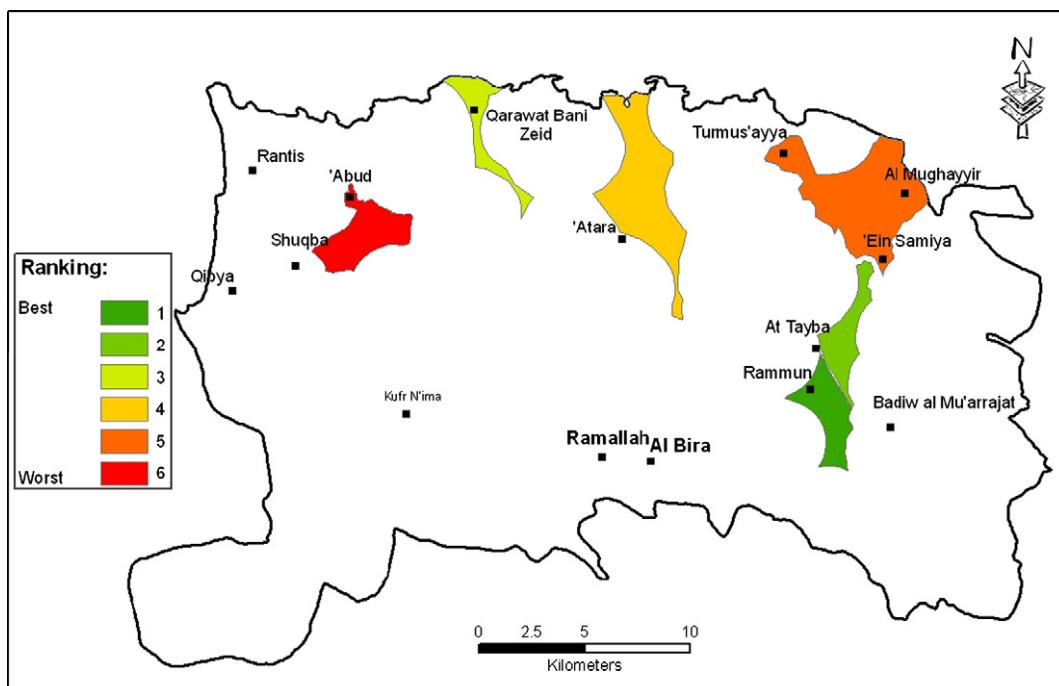 N
Qarawat Bani
Zeid
Turmus'ayya
Rantis
'Abud
Al Mughayyir
'Atara
Shuqba
'Ein Samiya
Qibya
Ranking:
Best
1
2
3
4
5
Worst
6
At Tayba
Rammun
Kufr N'ima
Badiw al Mu'arrajat
Ramallah
Al Bira
0 2.5 5 10
Kilometers